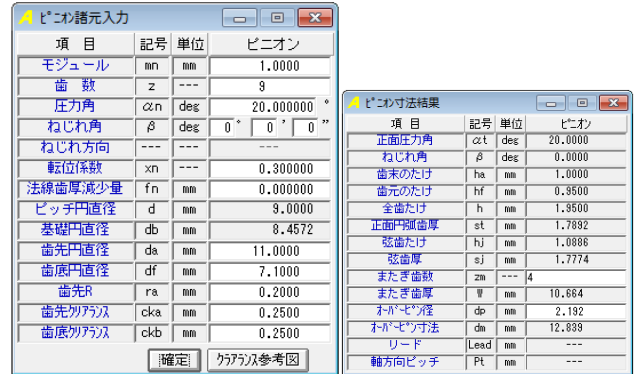 ﾋﾟﾆｵﾝ諸元入力
項 目 記号 単位 ピニオン
モジュール mn mm 1.0000
歯 数 z --- 9
圧力角 αn deg 20.000000 °
ねじれ角 β deg 0 ° 0 ' 0 "
ねじれ方向 --- --- ---
転位係数 xn --- 0.300000
法線歯厚減少量 fn mm 0.000000
ピッチ円直径 d mm 9.0000
基礎円直径 db mm 8.4572
歯先円直径 da mm 11.0000
歯底円直径 df mm 7.1000
歯先R ra mm 0.2000
歯先ｸﾘｱﾗﾝｽ cka mm 0.2500
歯底ｸﾘｱﾗﾝｽ ckb mm 0.2500
確定 ｸﾘｱﾗﾝｽ参考図
ﾋﾟﾆｵﾝ寸法結果
項 目 記号 単位 ﾋﾟﾆｵﾝ
正面圧力角 αt deg 20.0000
ねじれ角 β deg 0.0000
歯末のたけ ha mm 1.0000
歯元のたけ hf mm 0.9500
全歯たけ h mm 1.9500
正面円弧歯厚 st mm 1.7892
弦歯たけ hj mm 1.0886
弦歯厚 sj mm 1.7774
またぎ歯数 zm --- 4
またぎ歯厚 W mm 10.664
ｵｰﾊﾞｰﾋﾟﾝ径 dp mm 2.192
ｵｰﾊﾞｰﾋﾟﾝ寸法 dm mm 12.839
リード Lead mm ---
軸方向ピッチ Pt mm ---